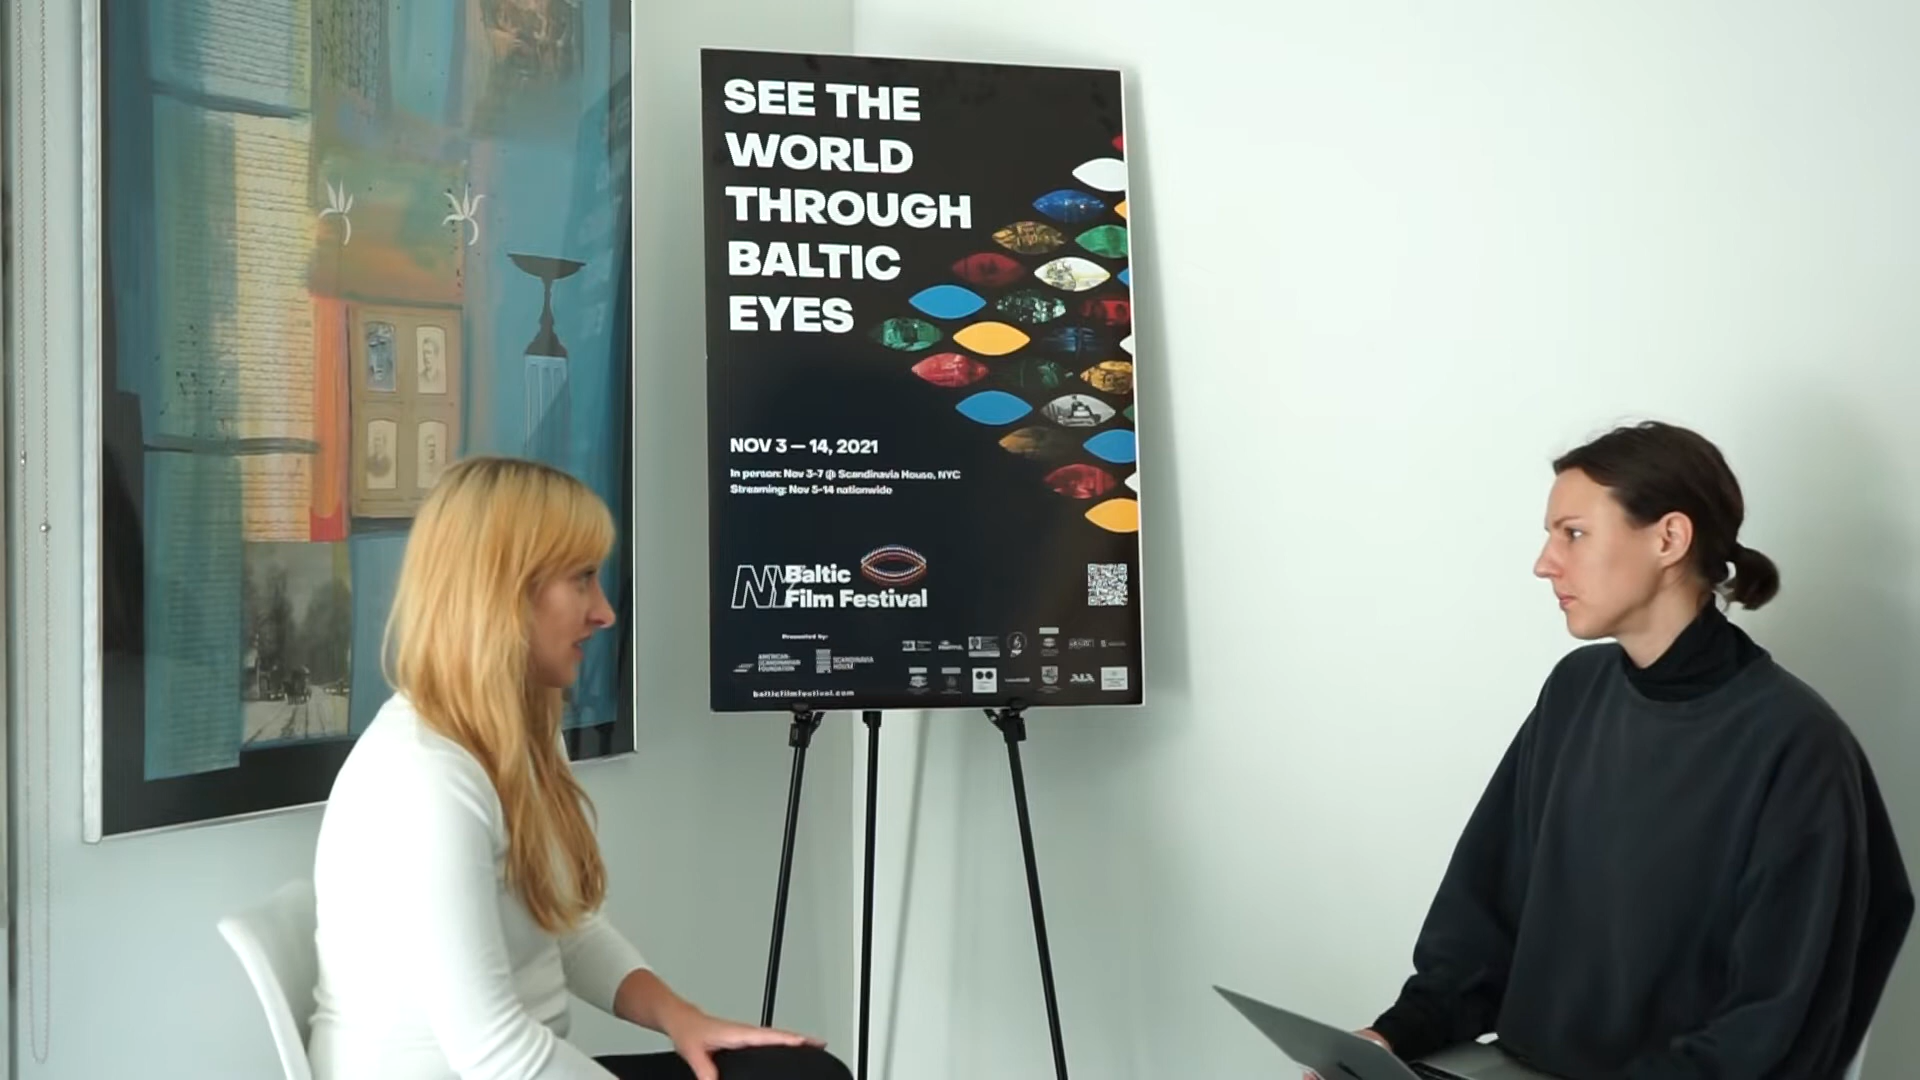 SEE THE
WORLD
THROUGH
BALTIC
EYES
NOV 3 — 14, 2021
In person: Nov 3-7 @ Scandinavia House, NYC
Streaming: Nov 5-14 nationwide
NY Baltic
Film Festival
Presented by:
AMERICAN-
SCANDINAVIAN
FOUNDATION
SCANDINAVIA
HOUSE
balticfilmfestival.com